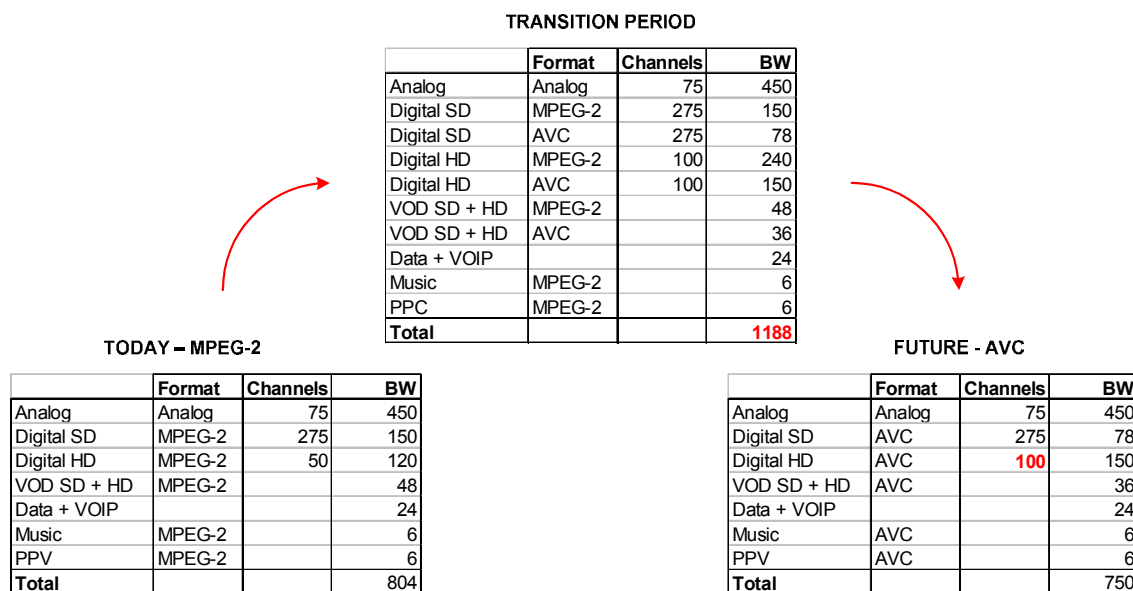 TRANSITION PERIOD
Format Channels BW
Analog Analog 75 450
Digital SD MPEG-2 275 150
Digital SD AVC 275 78
Digital HD MPEG-2 100 240
Digital HD AVC 100 150
VOD SD + HD MPEG-2 48
VOD SD + HD AVC 36
Data + VOIP 24
Music MPEG-2 6
PPC MPEG-2 6
Total 1188
TODAY – MPEG-2
Format Channels BW
Analog Analog 75 450
Digital SD MPEG-2 275 150
Digital HD MPEG-2 50 120
VOD SD + HD MPEG-2 48
Data + VOIP 24
Music MPEG-2 6
PPV MPEG-2 6
Total 804
FUTURE - AVC
Format Channels BW
Analog Analog 75 450
Digital SD AVC 275 78
Digital HD AVC 100 150
VOD SD + HD AVC 36
Data + VOIP 24
Music AVC 6
PPV AVC 6
Total 750